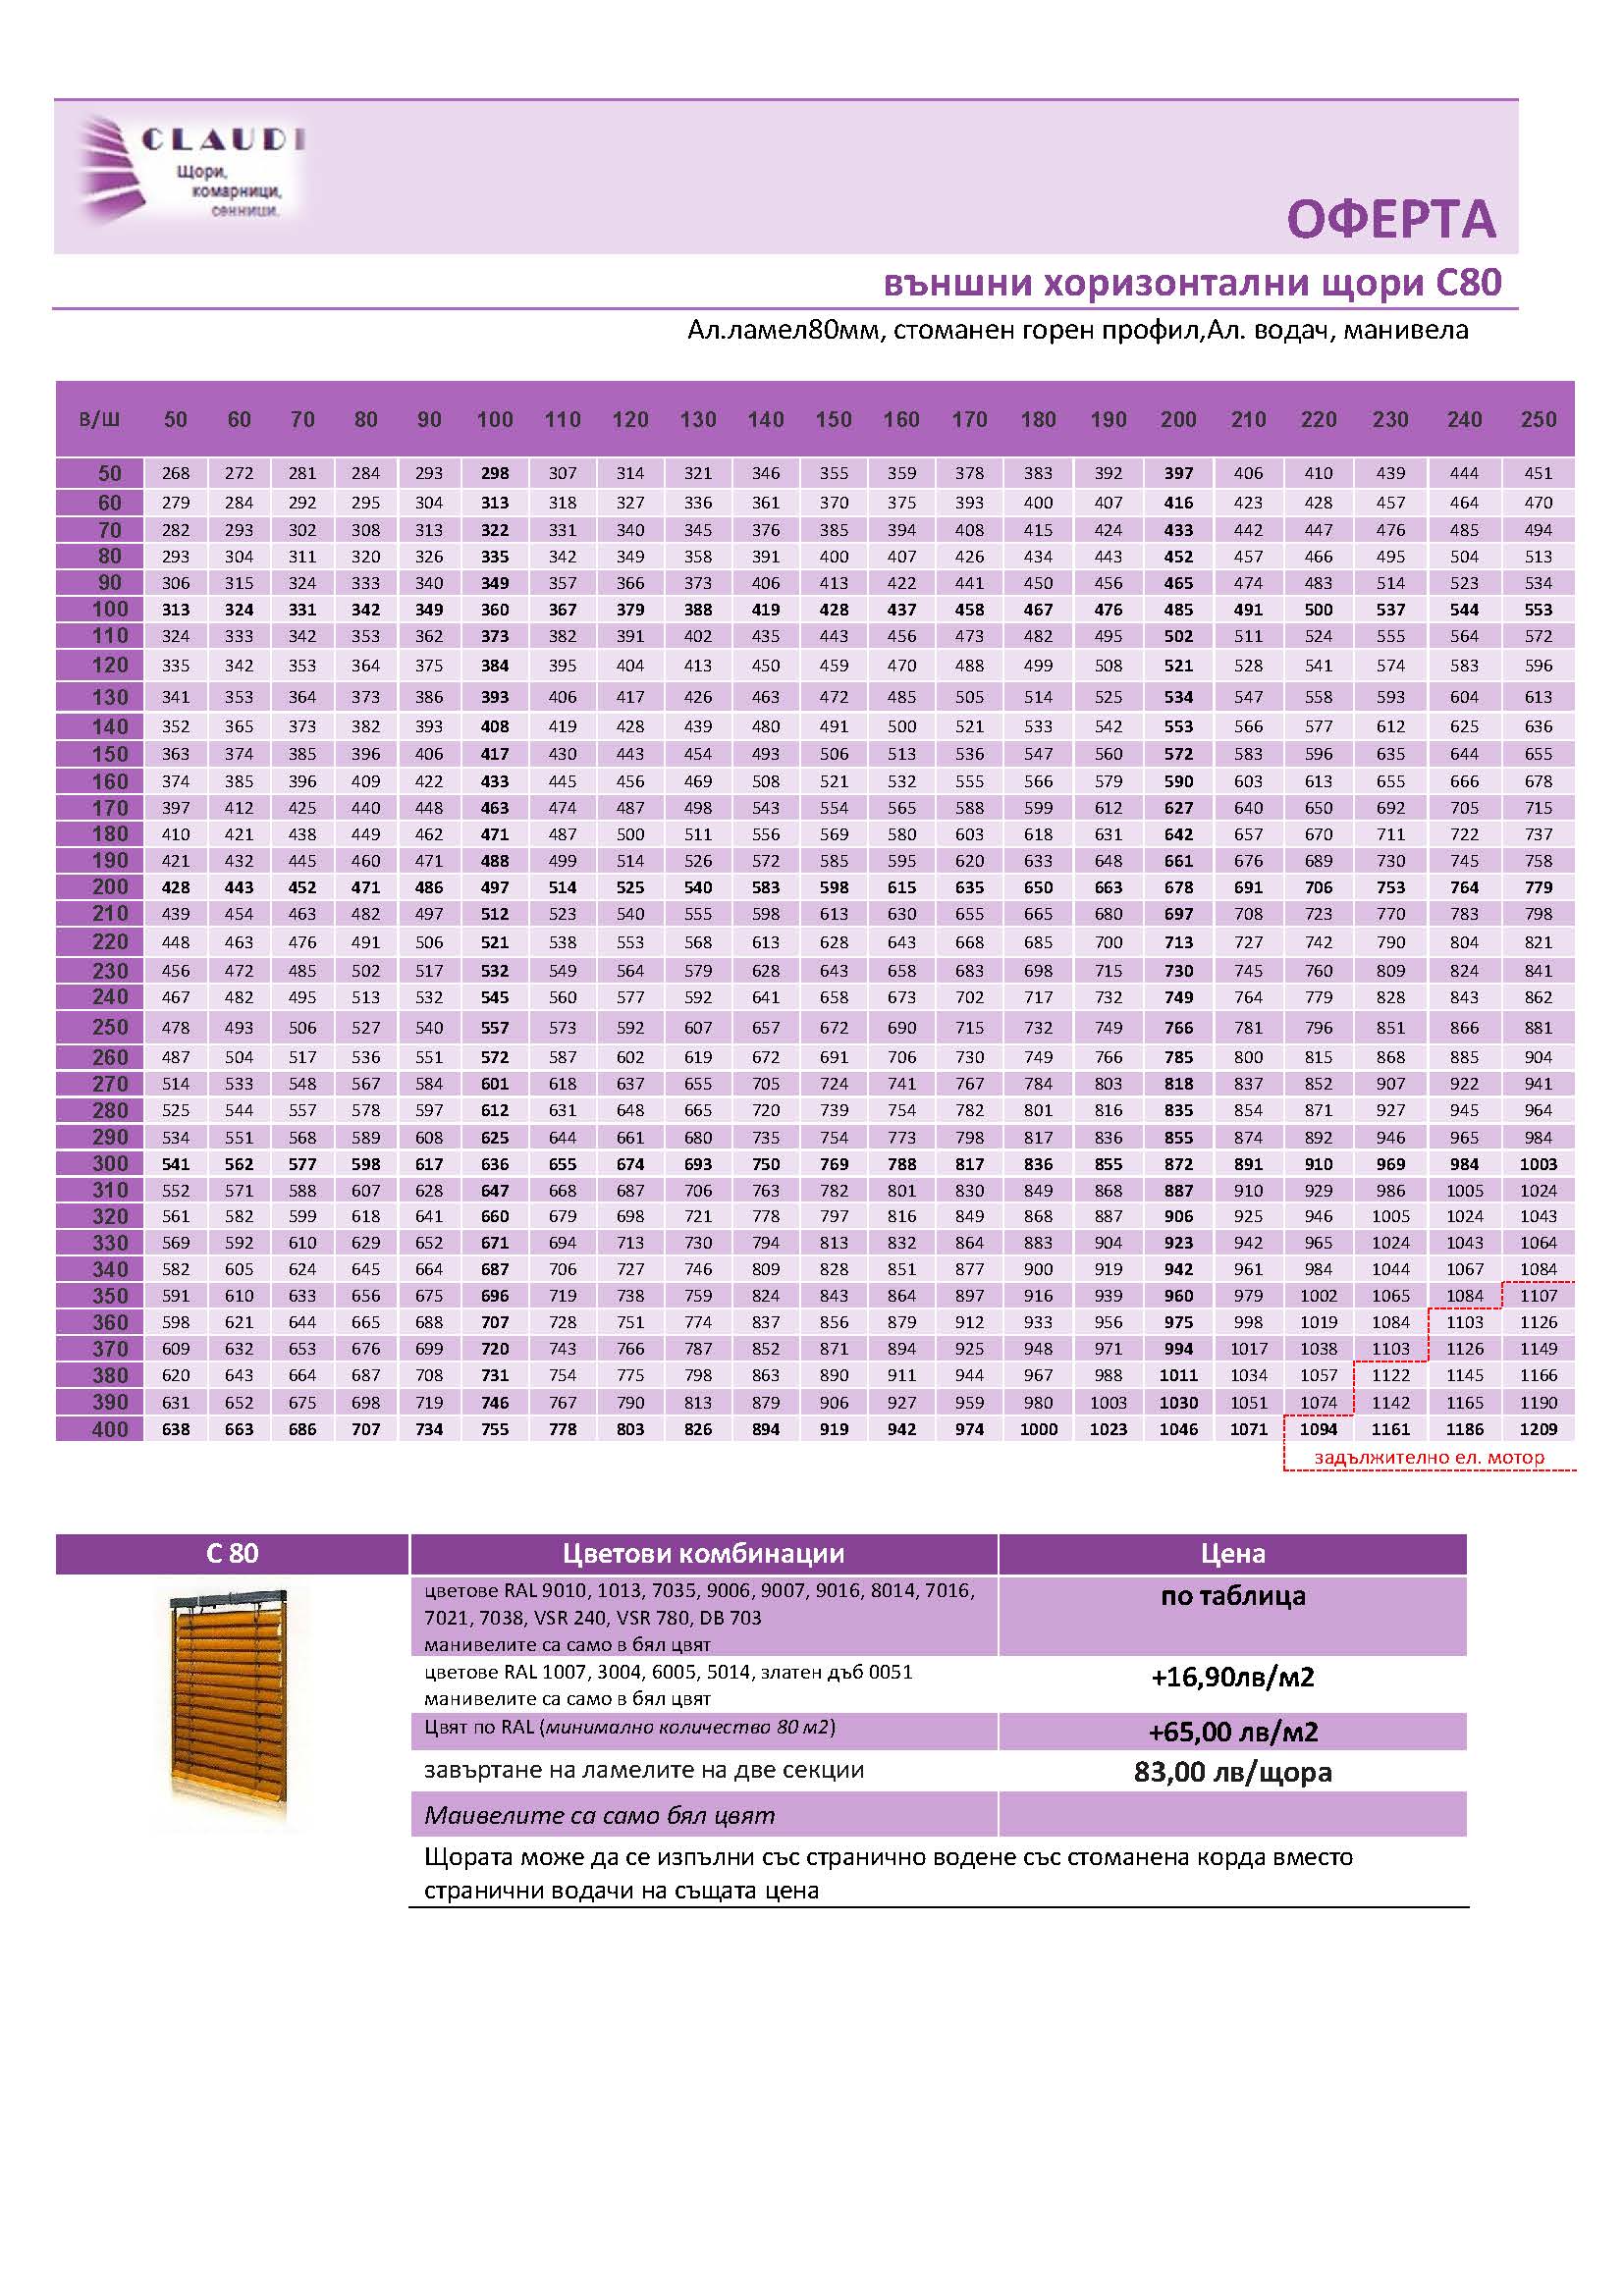 CLAUDI
Щори,
комарници,
сенници.
ОФЕРТА
външни хоризонтални щори С80
Ал.ламел80мм, стоманен горен профил,Ал. водач, манивела
В/Ш 50 60 70 80 90 100 110 120 130 140 150 160 170 180 190 200 210 220 230 240 250
50 268 272 281 284 293 298 307 314 321 346 355 359 378 383 392 397 406 410 439 444 451
60 279 284 292 295 304 313 318 327 336 361 370 375 393 400 407 416 423 428 457 464 470
70 282 293 302 308 313 322 331 340 345 376 385 394 408 415 424 433 442 447 476 485 494
80 293 304 311 320 326 335 342 349 358 391 400 407 426 434 443 452 457 466 495 504 513
90 306 315 324 333 340 349 357 366 373 406 413 422 441 450 456 465 474 483 514 523 534
100 313 324 331 342 349 360 367 379 388 419 428 437 458 467 476 485 491 500 537 544 553
110 324 333 342 353 362 373 382 391 402 435 443 456 473 482 495 502 511 524 555 564 572
120 335 342 353 364 375 384 395 404 413 450 459 470 488 499 508 521 528 541 574 583 596
130 341 353 364 373 386 393 406 417 426 463 472 485 505 514 525 534 547 558 593 604 613
140 352 365 373 382 393 408 419 428 439 480 491 500 521 533 542 553 566 577 612 625 636
150 363 374 385 396 406 417 430 443 454 493 506 513 536 547 560 572 583 596 635 644 655
160 374 385 396 409 422 433 445 456 469 508 521 532 555 566 579 590 603 613 655 666 678
170 397 412 425 440 448 463 474 487 498 543 554 565 588 599 612 627 640 650 692 705 715
180 410 421 438 449 462 471 487 500 511 556 569 580 603 618 631 642 657 670 711 722 737
190 421 432 445 460 471 488 499 514 526 572 585 595 620 633 648 661 676 689 730 745 758
200 428 443 452 471 486 497 514 525 540 583 598 615 635 650 663 678 691 706 753 764 779
210 439 454 463 482 497 512 523 540 555 598 613 630 655 665 680 697 708 723 770 783 798
220 448 463 476 491 506 521 538 553 568 613 628 643 668 685 700 713 727 742 790 804 821
230 456 472 485 502 517 532 549 564 579 628 643 658 683 698 715 730 745 760 809 824 841
240 467 482 495 513 532 545 560 577 592 641 658 673 702 717 732 749 764 779 828 843 862
250 478 493 506 527 540 557 573 592 607 657 672 690 715 732 749 766 781 796 851 866 881
260 487 504 517 536 551 572 587 602 619 672 691 706 730 749 766 785 800 815 868 885 904
270 514 533 548 567 584 601 618 637 655 705 724 741 767 784 803 818 837 852 907 922 941
280 525 544 557 578 597 612 631 648 665 720 739 754 782 801 816 835 854 871 927 945 964
290 534 551 568 589 608 625 644 661 680 735 754 773 798 817 836 855 874 892 946 965 984
300 541 562 577 598 617 636 655 674 693 750 769 788 817 836 855 872 891 910 969 984 1003
310 552 571 588 607 628 647 668 687 706 763 782 801 830 849 868 887 910 929 986 1005 1024
320 561 582 599 618 641 660 679 698 721 778 797 816 849 868 887 906 925 946 1005 1024 1043
330 569 592 610 629 652 671 694 713 730 794 813 832 864 883 904 923 942 965 1024 1043 1064
340 582 605 624 645 664 687 706 727 746 809 828 851 877 900 919 942 961 984 1044 1067 1084
350 591 610 633 656 675 696 719 738 759 824 843 864 897 916 939 960 979 1002 1065 1084 1107
360 598 621 644 665 688 707 728 751 774 837 856 879 912 933 956 975 998 1019 1084 1103 1126
370 609 632 653 676 699 720 743 766 787 852 871 894 925 948 971 994 1017 1038 1103 1126 1149
380 620 643 664 687 708 731 754 775 798 863 890 911 944 967 988 1011 1034 1057 1122 1145 1166
390 631 652 675 698 719 746 767 790 813 879 906 927 959 980 1003 1030 1051 1074 1142 1165 1190
400 638 663 686 707 734 755 778 803 826 894 919 942 974 1000 1023 1046 1071 1094 1161 1186 1209
задължително ел. мотор
С 80 Цветови комбинации Цена
цветове RAL 9010, 1013, 7035, 9006, 9007, 9016, 8014, 7016, по таблица
7021, 7038, VSR 240, VSR 780, DB 703
манивелите са само в бял цвят
цветове RAL 1007, 3004, 6005, 5014, златен дъб 0051 +16,90лв/м2
манивелите са само в бял цвят
Цвят по RAL (минимално количество 80 м2) +65,00 лв/м2
завъртане на ламелите на две секции 83,00 лв/щора
Маивелите са само бял цвят
Щората може да се изпълни със странично водене със стоманена корда вместо
странични водачи на същата цена